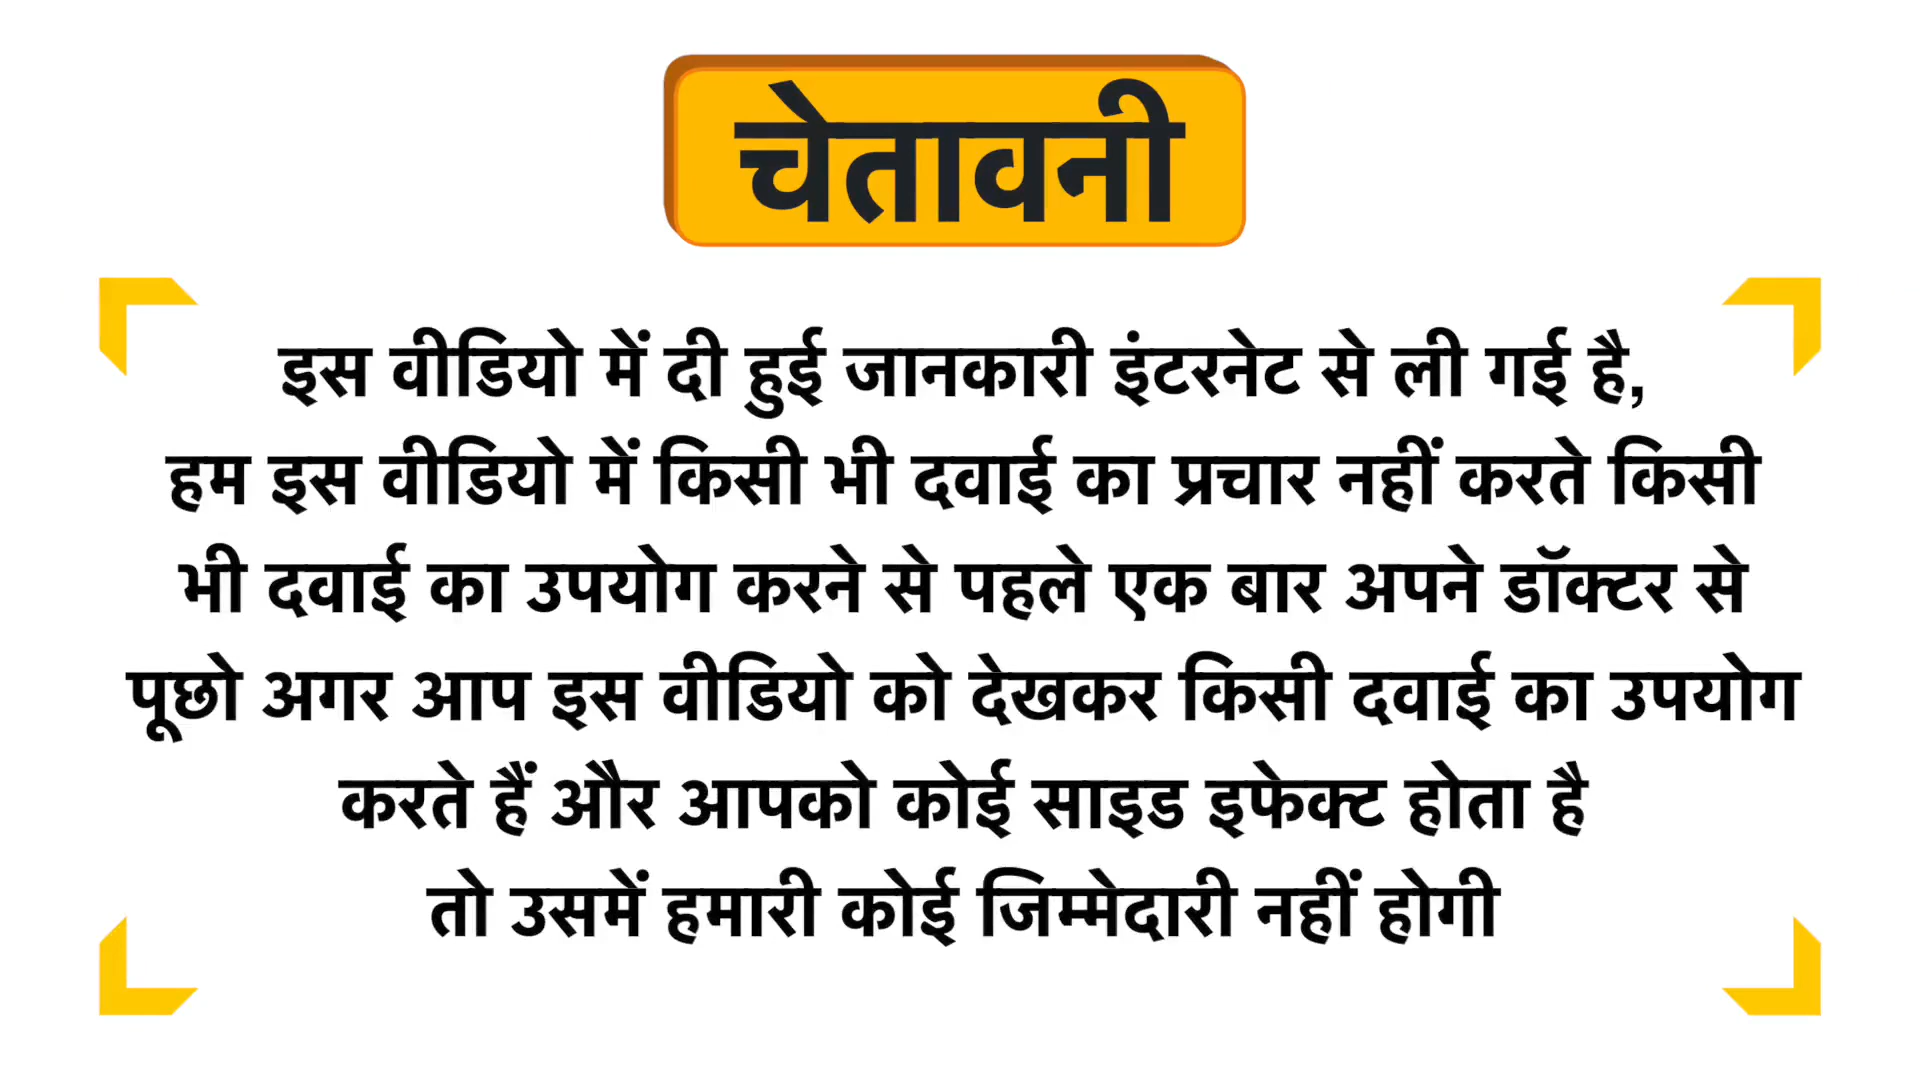 चेतावनी
इस वीडियो में दी हुई जानकारी इंटरनेट से ली गई है,
हम इस वीडियो में किसी भी दवाई का प्रचार नहीं करते किसी
भी दवाई का उपयोग करने से पहले एक बार अपने डॉक्टर से
पूछो अगर आप इस वीडियो को देखकर किसी दवाई का उपयोग
करते हैं और आपको कोई साइड इफेक्ट होता है
तो उसमें हमारी कोई जिम्मेदारी नहीं होगी